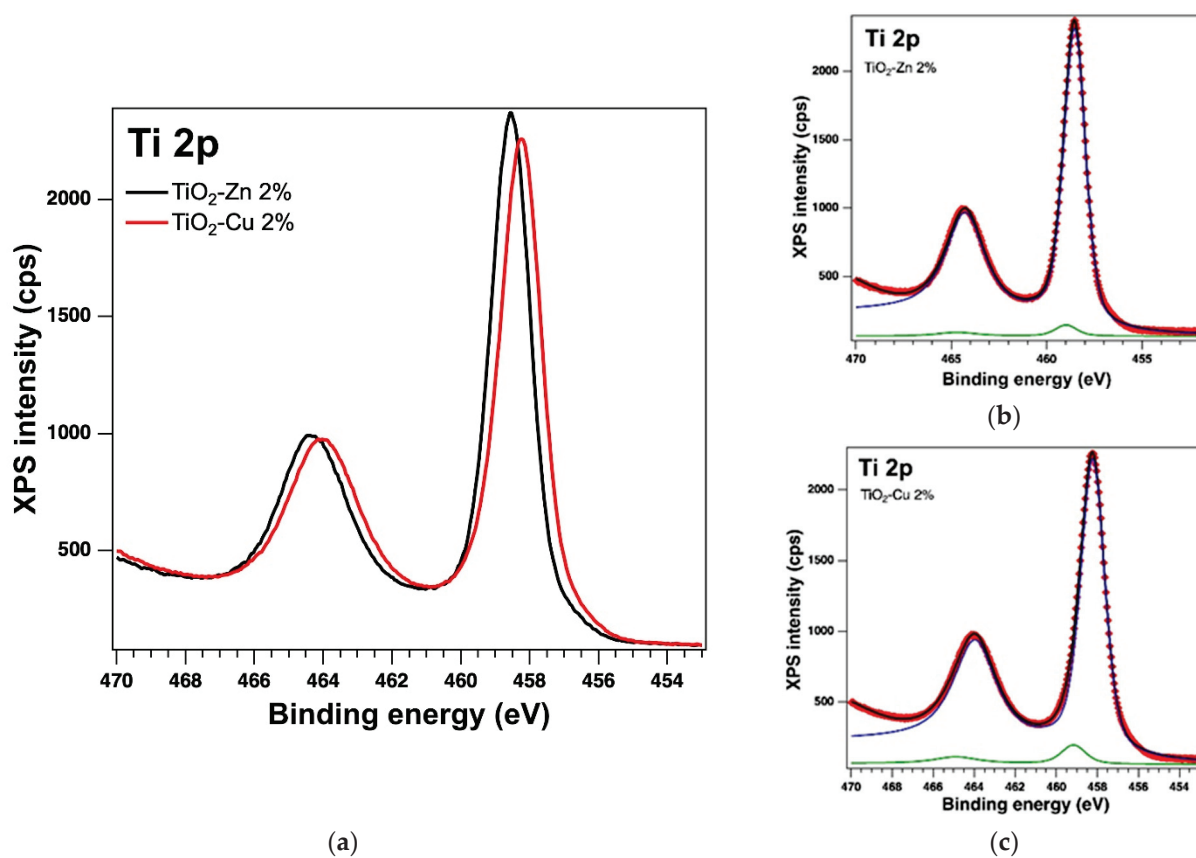 Ti 2p
TiO2-Zn 2%
TiO2-Cu 2%
2000
1500
1000
500
XPS intensity (cps)
470 468 466 464 462 460 458 456 454
Binding energy (eV)
(a)
Ti 2p
TiO2-Zn 2%
2000
1500
1000
500
XPS intensity (cps)
470 465 460 455
Binding energy (eV)
(b)
Ti 2p
TiO2-Cu 2%
2000
1500
1000
500
XPS intensity (cps)
470 468 466 464 462 460 458 456 454
Binding energy (eV)
(c)